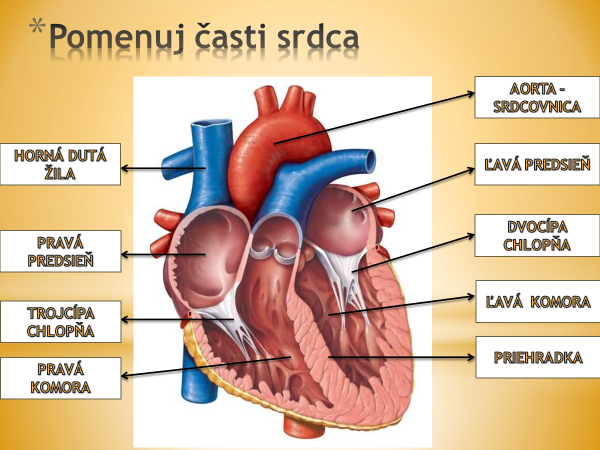 * Pomenuj časti srdca
HORNÁ DUTÁ
ŽILA
PRAVÁ
PREDSIEŇ
TROJCÍPA
CHLOPŇA
PRAVÁ
KOMORA
AORTA –
SRDCOVNICA
ĽAVÁ PREDSIEŇ
DVOCÍPA
CHLOPŇA
ĽAVÁ KOMORA
PRIEHRADKA